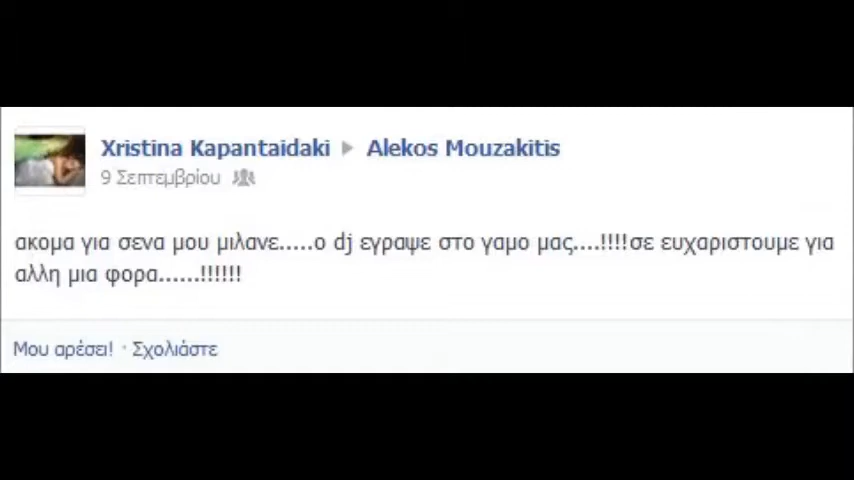 Xristina Kapantaidaki ▶ Alekos Mouzakitis
9 Σεπτεμβρίου
ακομα για σενα μου μιλανε.....ο dj εγραψε στο γαμο μας....!!!!σε ευχαριστουμε για
αλλη μια φορα......!!!!!!
Μου αρέσει! · Σχολιάστε